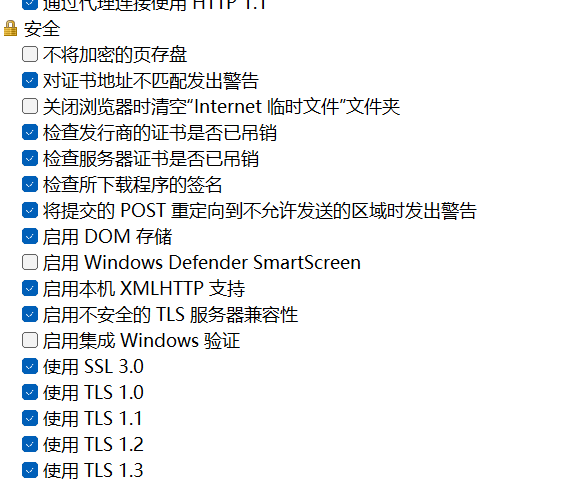 通过代理连接使用 HTTP 1.1
安全
不将加密的页存盘
对证书地址不匹配发出警告
关闭浏览器时清空“Internet 临时文件”文件夹
检查发行商的证书是否已吊销
检查服务器证书是否已吊销
检查所下载程序的签名
将提交的 POST 重定向到不允许发送的区域时发出警告
启用 DOM 存储
启用 Windows Defender SmartScreen
启用本机 XMLHTTP 支持
启用不安全的 TLS 服务器兼容性
启用集成 Windows 验证
使用 SSL 3.0
使用 TLS 1.0
使用 TLS 1.1
使用 TLS 1.2
使用 TLS 1.3